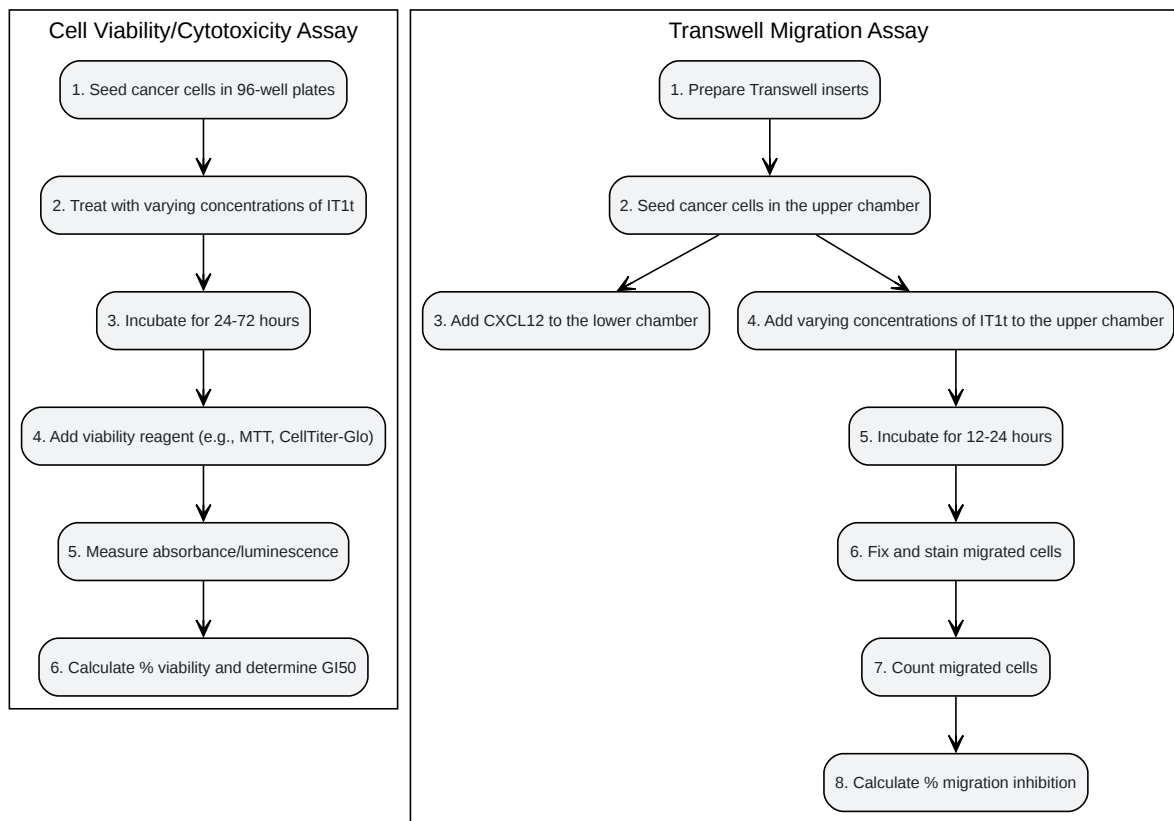 Cell Viability/Cytotoxicity Assay
1. Seed cancer cells in 96-well plates
2. Treat with varying concentrations of IT1t
3. Incubate for 24-72 hours
4. Add viability reagent (e.g., MTT, CellTiter-Glo)
5. Measure absorbance/luminescence
6. Calculate % viability and determine GI50
Transwell Migration Assay
1. Prepare Transwell inserts
2. Seed cancer cells in the upper chamber
3. Add CXCL12 to the lower chamber
4. Add varying concentrations of IT1t to the upper chamber
5. Incubate for 12-24 hours
6. Fix and stain migrated cells
7. Count migrated cells
8. Calculate % migration inhibition